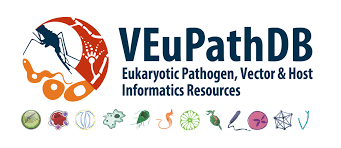 VEuPathDB
Eukaryotic Pathogen, Vector & Host
Informatics Resources